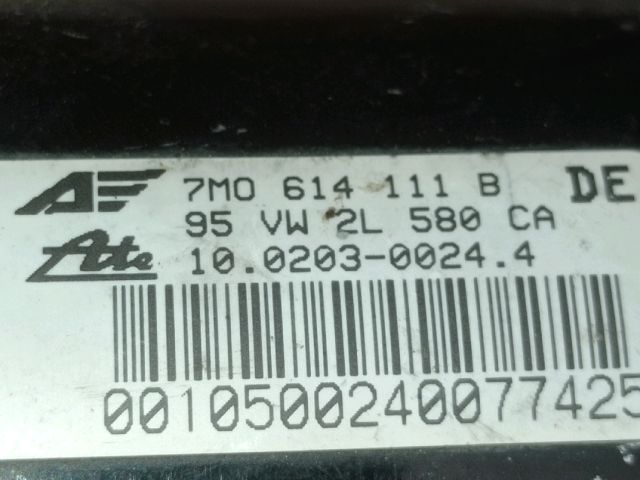 7M0 614 111 B DE
95 VW 2L 580 CA
Ate 10.0203-0024.4
0010500240077425